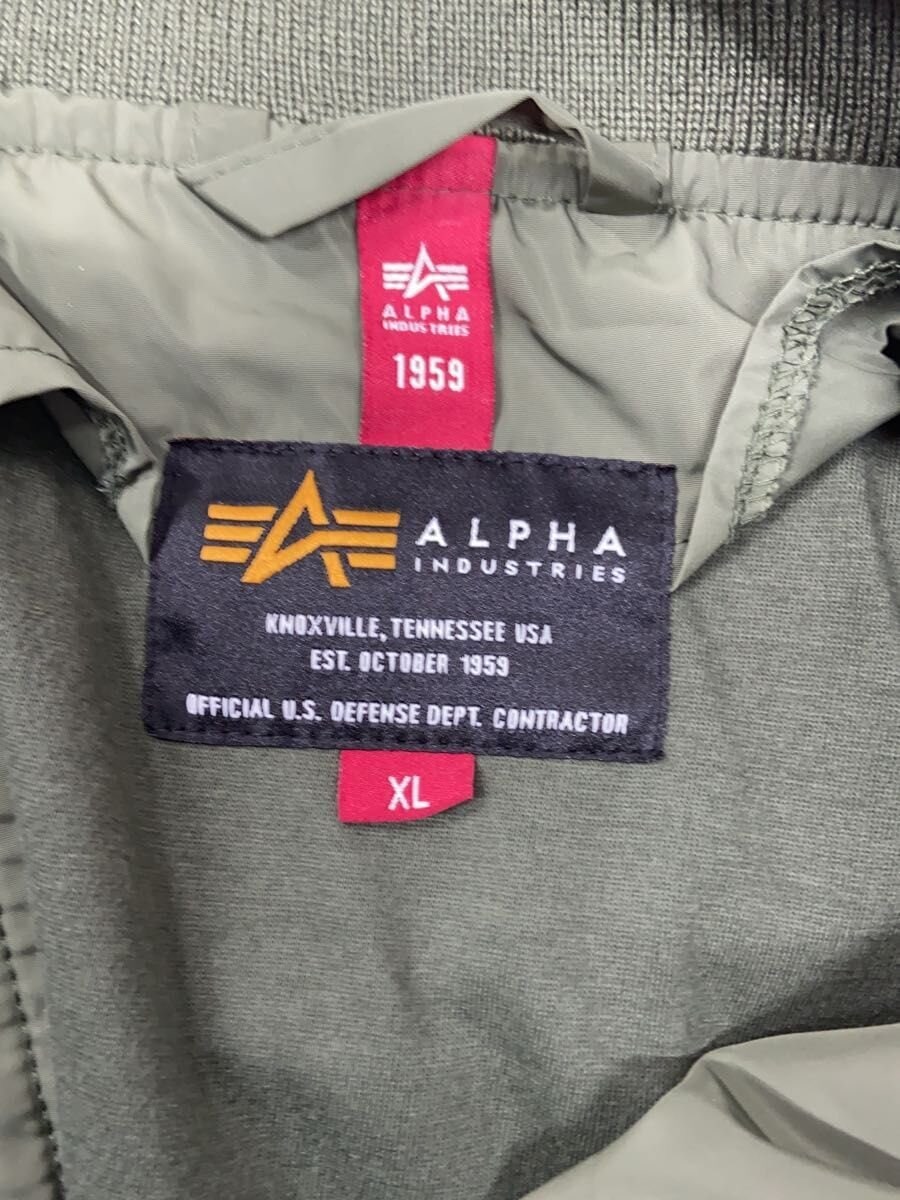 ALPHA
INDUSTRIES
1959
ALPHA
INDUSTRIES
KNOXVILLE, TENNESSEE USA
EST. OCTOBER 1959
OFFICIAL U.S. DEFENSE DEPT. CONTRACTOR
XL